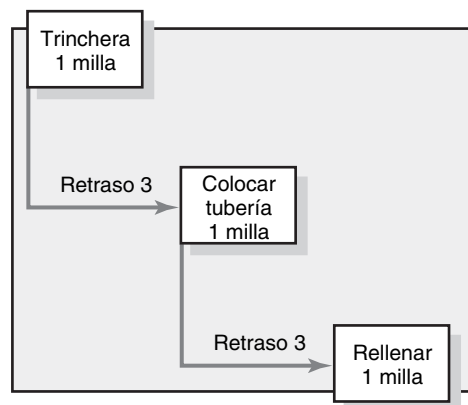 Trinchera
1 milla
Retraso 3
Colocar
tubería
1 milla
Retraso 3
Rellenar
1 milla